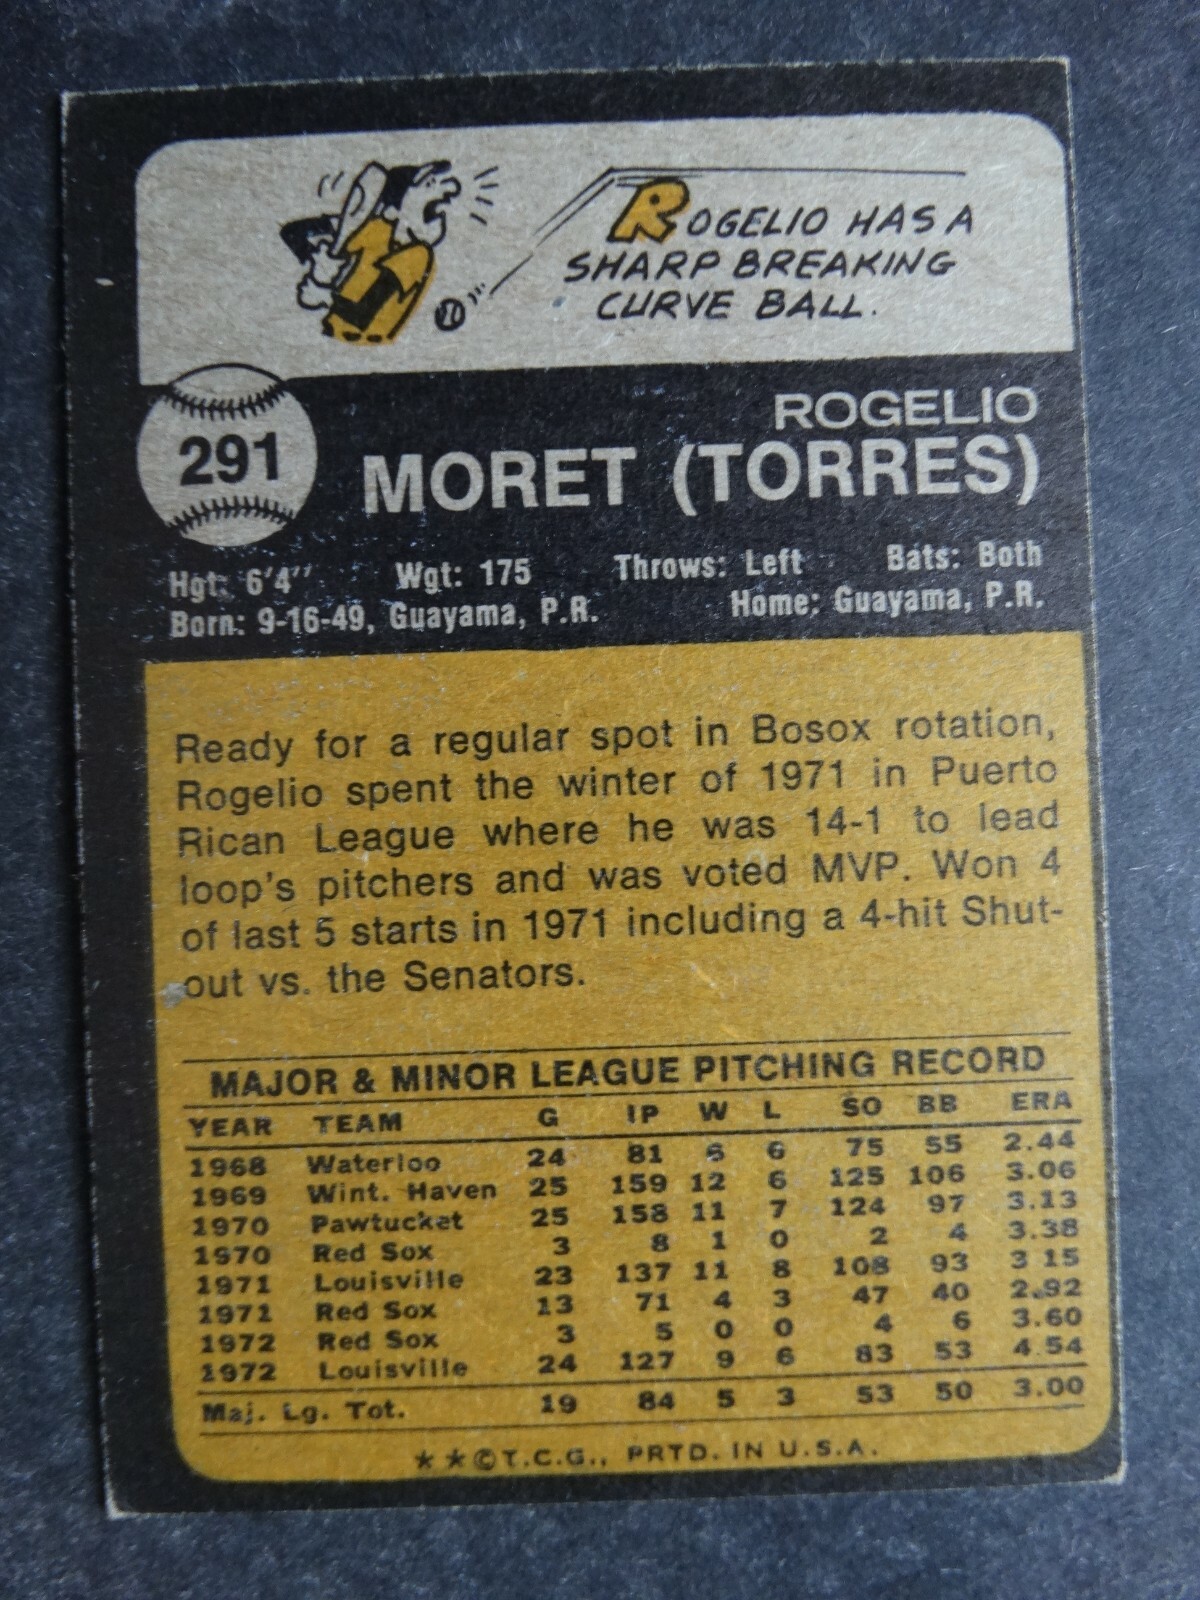 ROGELIO HAS A
SHARP BREAKING
CURVE BALL.
291
ROGELIO
MORET (TORRES)
Hgt: 6'4" Wgt: 175 Throws: Left Bats: Both
Born: 9-16-49, Guayama, P.R. Home: Guayama, P.R.
Ready for a regular spot in Bosox rotation,
Rogelio spent the winter of 1971 in Puerto
Rican League where he was 14-1 to lead
loop's pitchers and was voted MVP. Won 4
of last 5 starts in 1971 including a 4-hit Shut-
out vs. the Senators.
MAJOR & MINOR LEAGUE PITCHING RECORD
YEAR TEAM G IP W L SO BB ERA
1968 Waterloo 24 81 6 6 75 55 2.44
1969 Wint. Haven 25 159 12 6 125 106 3.06
1970 Pawtucket 25 158 11 7 124 97 3.13
1970 Red Sox 3 8 1 0 2 4 3.38
1971 Louisville 23 137 11 8 108 93 3 15
1971 Red Sox 13 71 4 3 47 40 2.92
1972 Red Sox 3 5 0 0 4 6 3.60
1972 Louisville 24 127 9 6 83 53 4.54
Maj. Lg. Tot. 19 84 5 3 53 50 3.00
★★©T.C.G., PRTD. IN U.S.A.